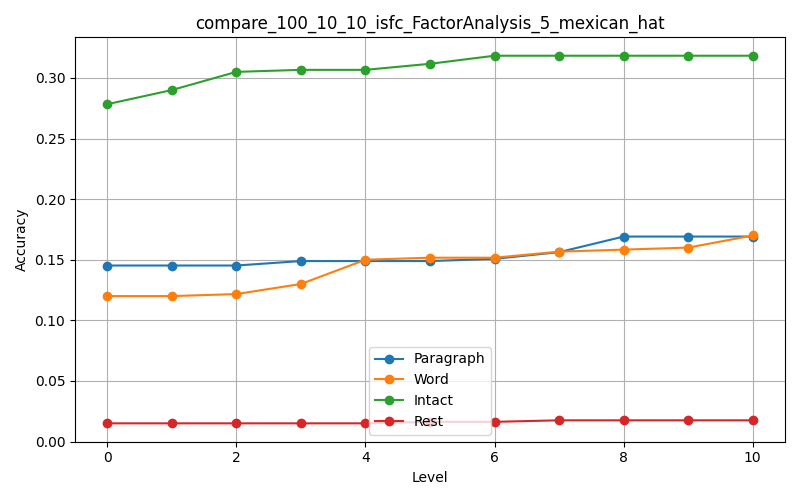 compare_100_10_10_isfc_FactorAnalysis_5_mexican_hat
Accuracy
0.30
0.25
0.20
0.15
0.10
0.05
0.00
Paragraph
Word
Intact
Rest
0 2 4 6 8 10
Level